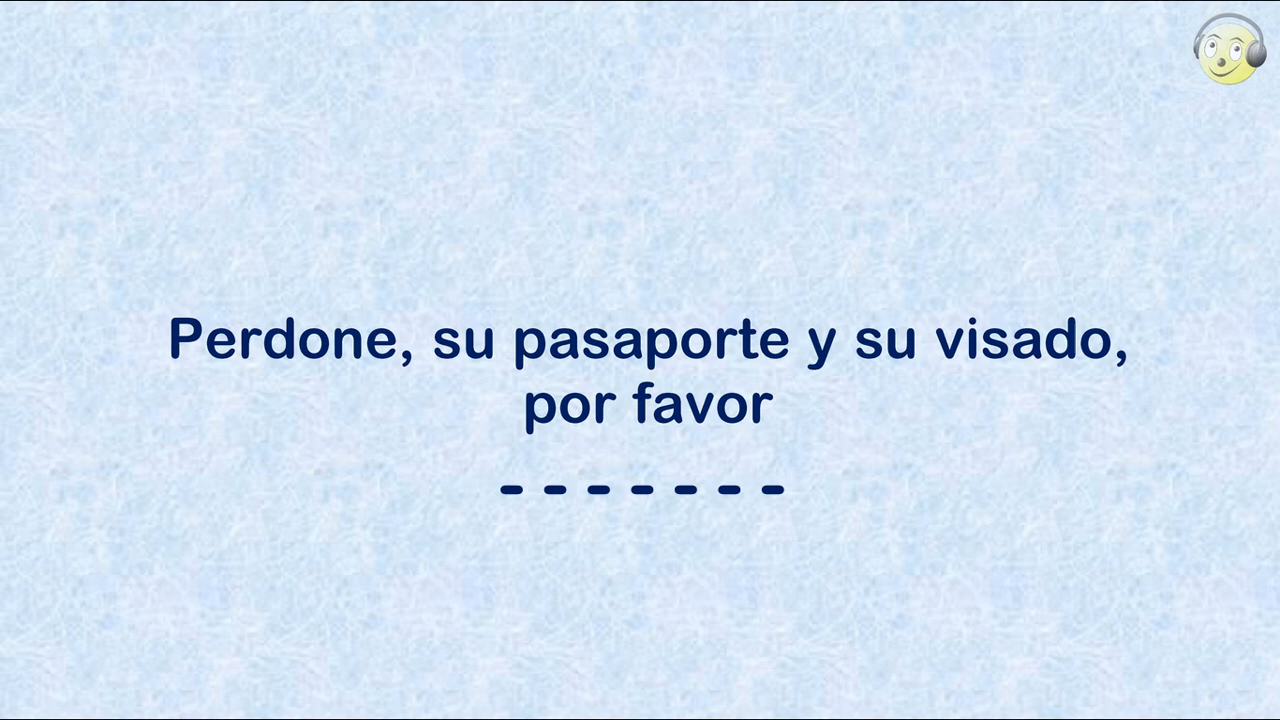 Perdone, su pasaporte y su visado,
por favor
- - - - - - -